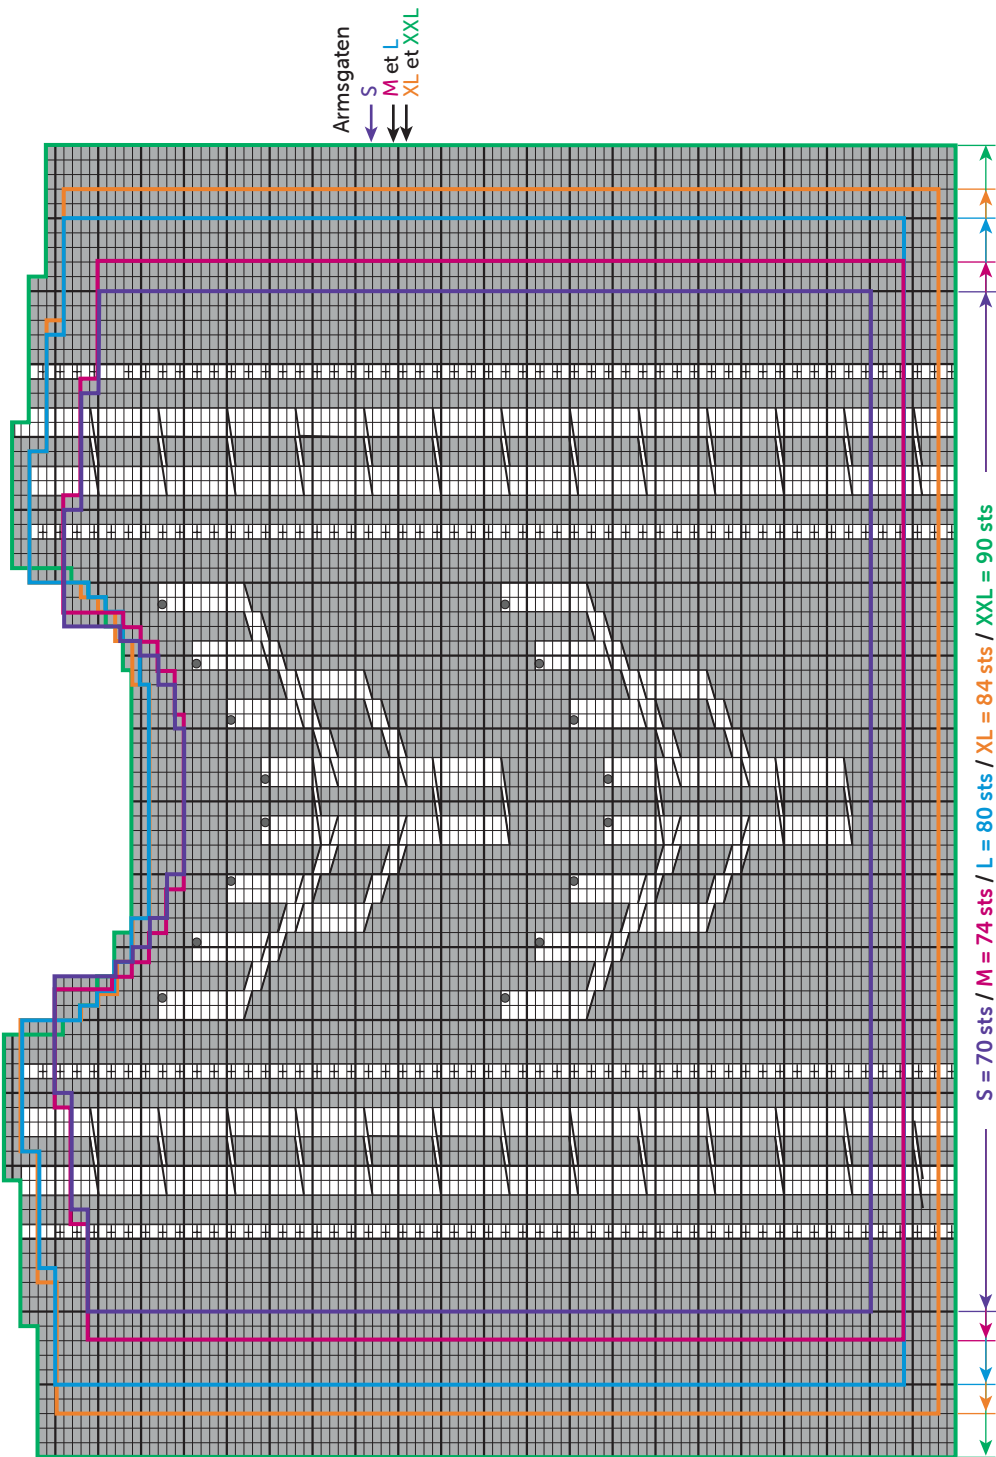 Armsgaten
S
M et L
XL et XXL
S = 70 sts / M = 74 sts / L = 80 sts / XL = 84 sts / XXL = 90 sts